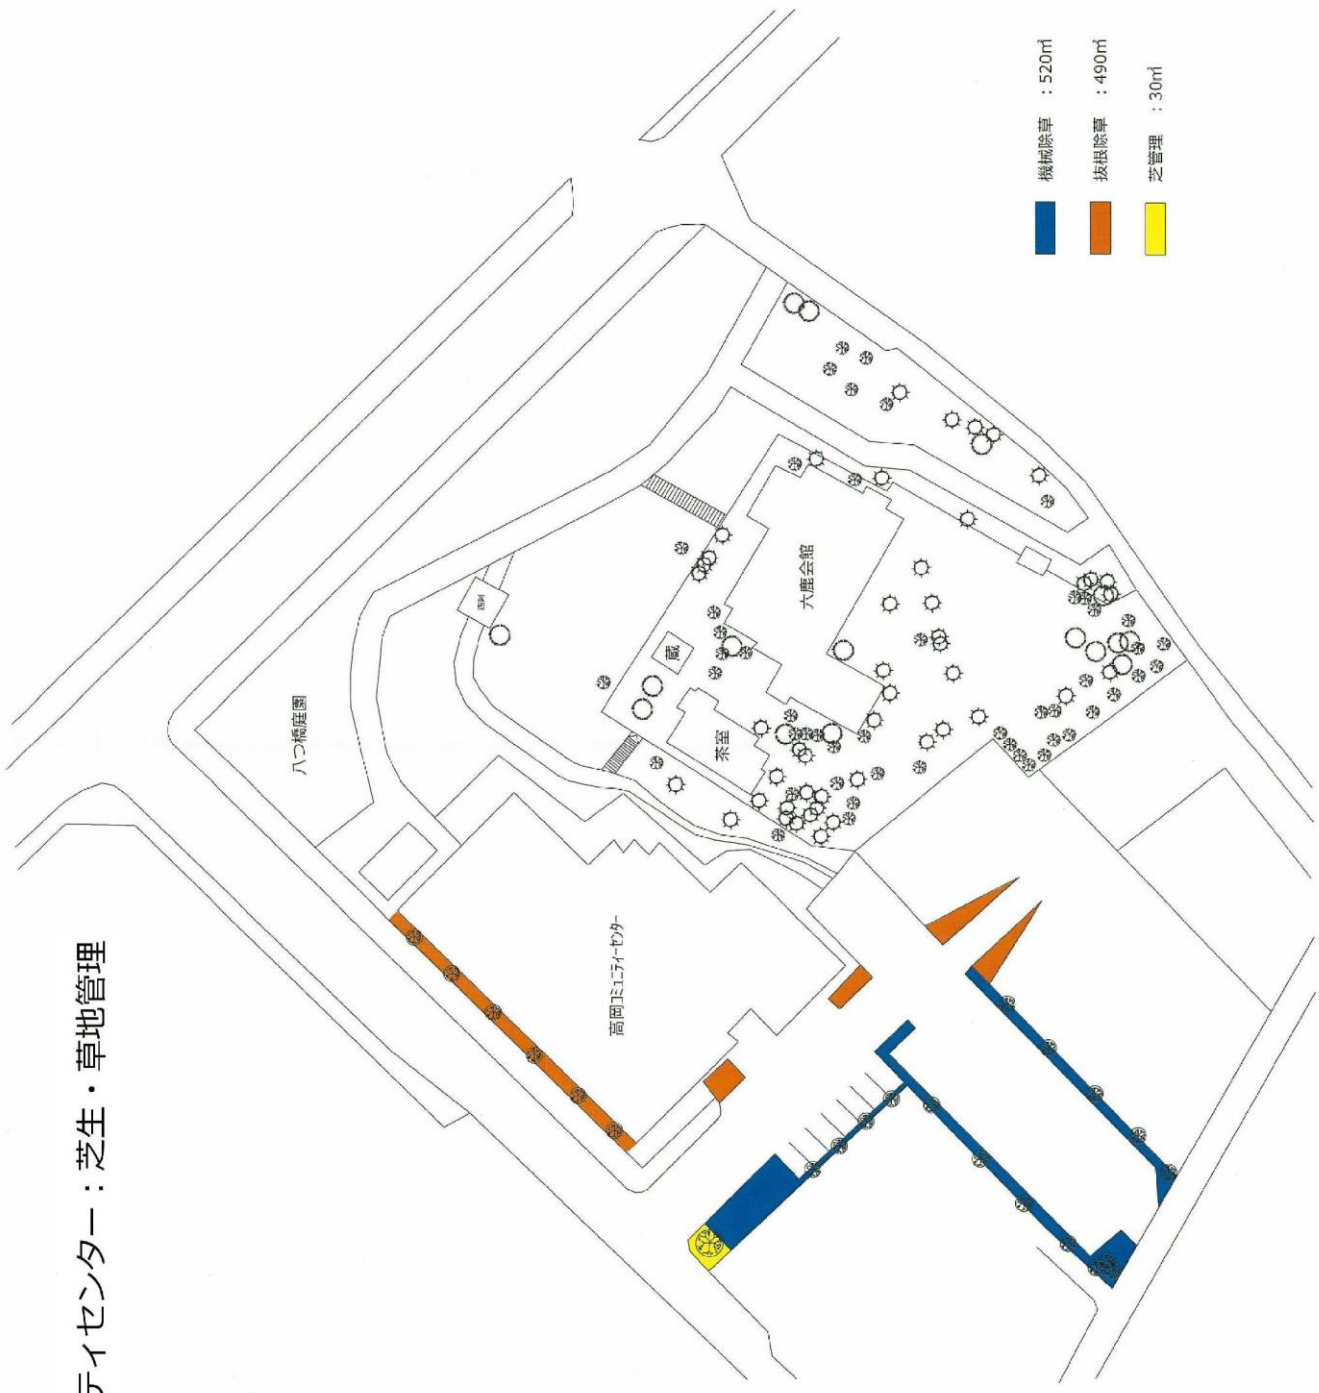 ティセンター：芝生・草地管理
機械除草　：520㎡
抜根除草　：490㎡
芝管理　：30㎡
八つ橋庭園
蔵
茶室
六鹿会館
高岡コミュニティーセンター